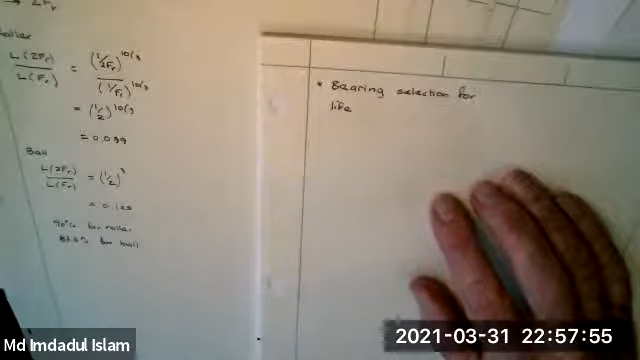 → 2Fr
Roller
L(2Fr) / L(Fr) = (1/2Fr)^10/3 / (1/Fr)^10/3
= (1/2)^10/3
= 0.099
Ball
L(2Fr) / L(Fr) = (1/2)^3
= 0.125
90% for roller
87.5% for ball
* Bearing selection for
life
Md Imdadul Islam
2021-03-31 22:57:55